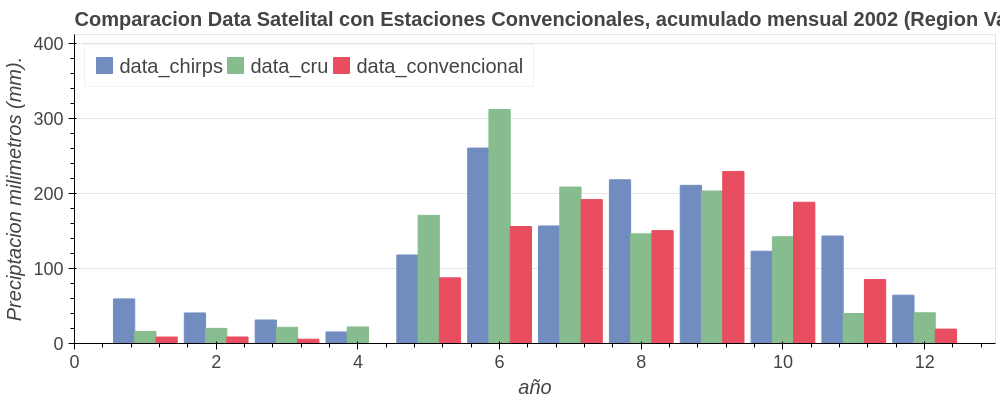 Comparacion Data Satelital con Estaciones Convencionales, acumulado mensual 2002 (Region Va
data_chirps data_cru data_convencional
Preciptacion milimetros (mm).
400
300
200
100
0
0 2 4 6 8 10 12
año